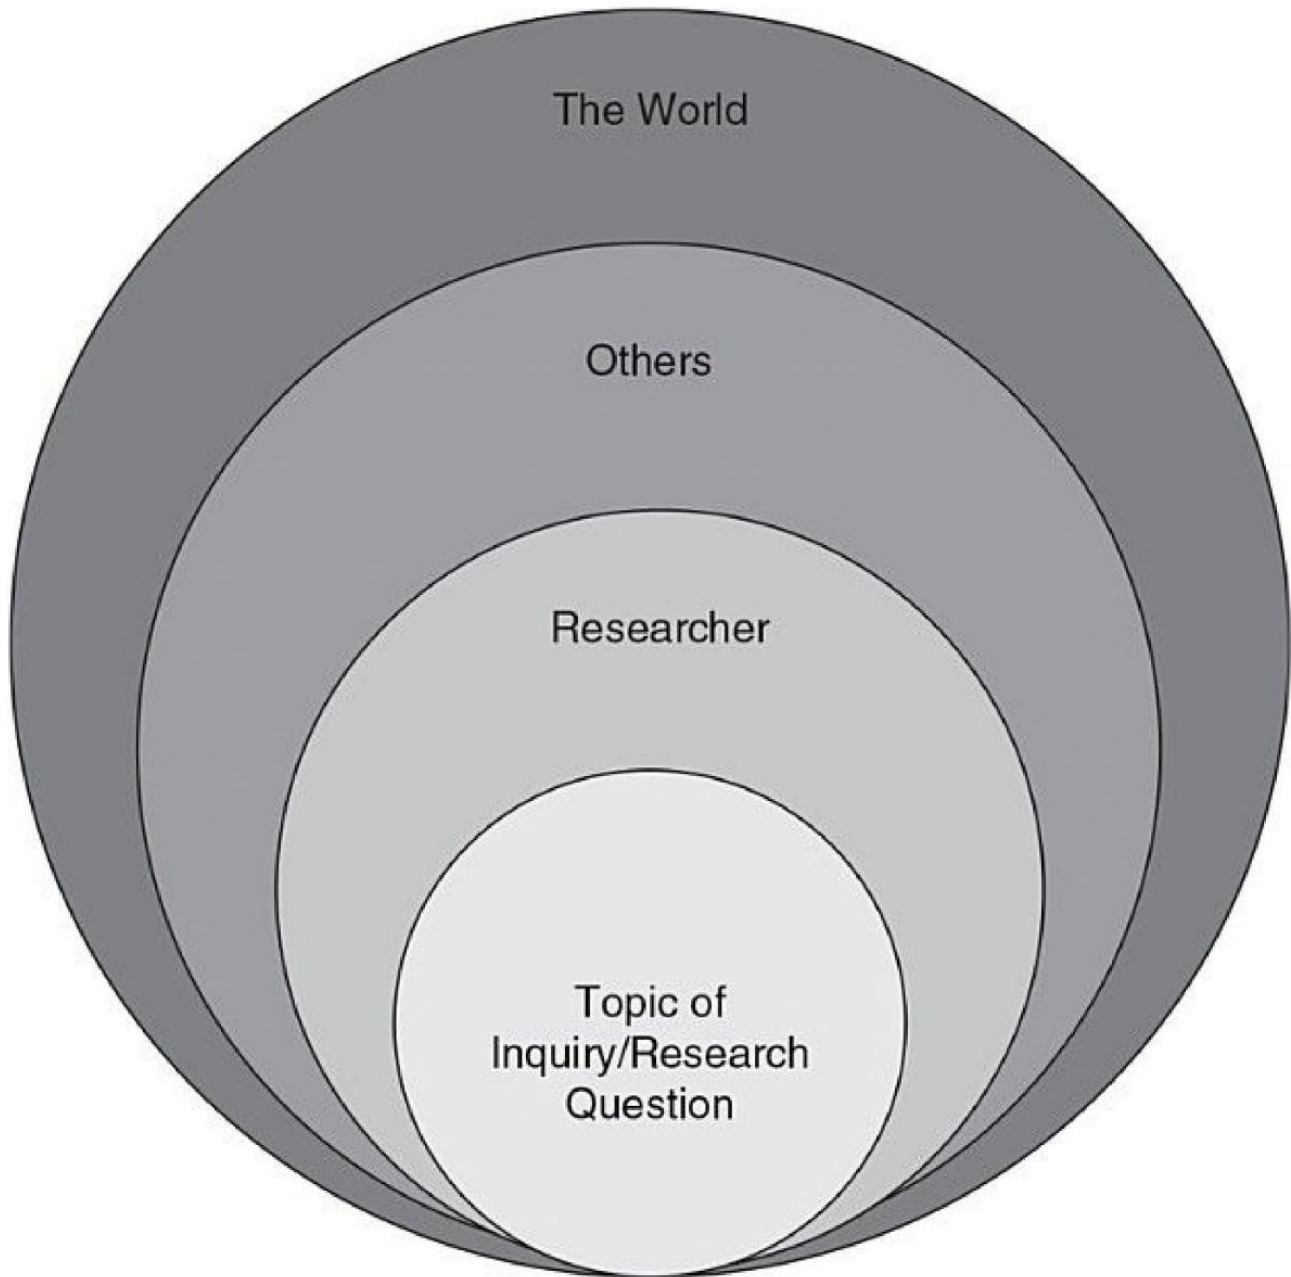 The World
Others
Researcher
Topic of
Inquiry/Research
Question